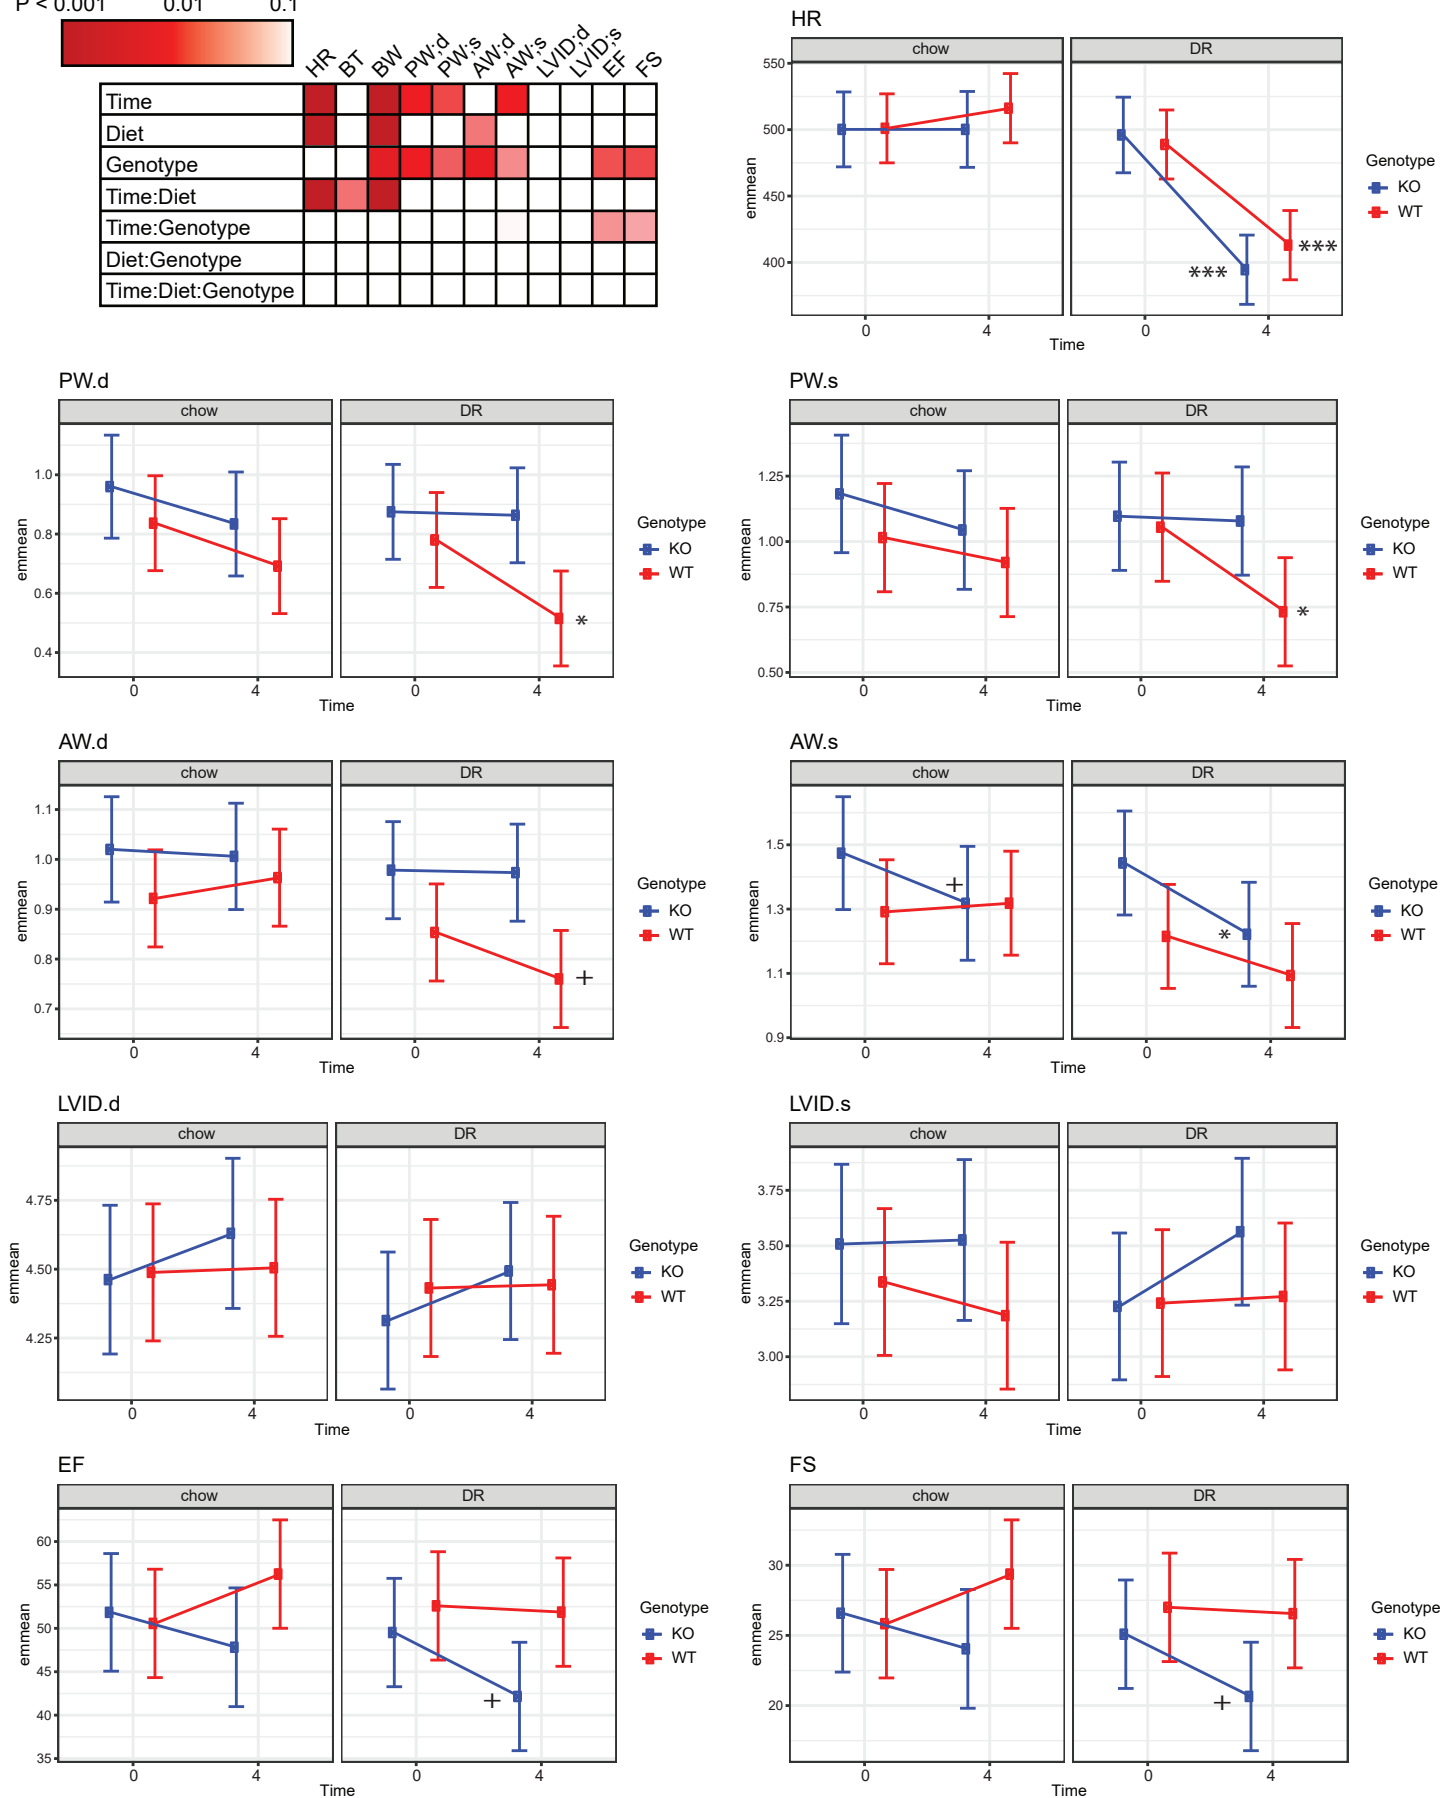 P < 0.001 0.01 0.1
HR BT BW PW;d PW;s AW;d AW;s LVID;d LVID;s EF FS
Time
Diet
Genotype
Time:Diet
Time:Genotype
Diet:Genotype
Time:Diet:Genotype
HR
chow DR
550
500
450
400
emmean
*** ***
0 4 0 4
Time
Genotype
KO
WT
PW.d
chow DR
1.0
0.8
0.6
0.4
emmean
*
0 4 0 4
Time
Genotype
KO
WT
PW.s
chow DR
1.25
1.00
0.75
0.50
emmean
*
0 4 0 4
Time
Genotype
KO
WT
AW.d
chow DR
1.1
1.0
0.9
0.8
0.7
emmean
+
0 4 0 4
Time
Genotype
KO
WT
AW.s
chow DR
1.5
1.3
1.1
0.9
emmean
+ *
0 4 0 4
Time
Genotype
KO
WT
LVID.d
chow DR
4.75
4.50
4.25
emmean
0 4 0 4
Time
Genotype
KO
WT
LVID.s
chow DR
3.75
3.50
3.25
3.00
emmean
0 4 0 4
Time
Genotype
KO
WT
EF
chow DR
60
55
50
45
40
35
emmean
+
0 4 0 4
Time
Genotype
KO
WT
FS
chow DR
30
25
20
emmean
+
0 4 0 4
Time
Genotype
KO
WT